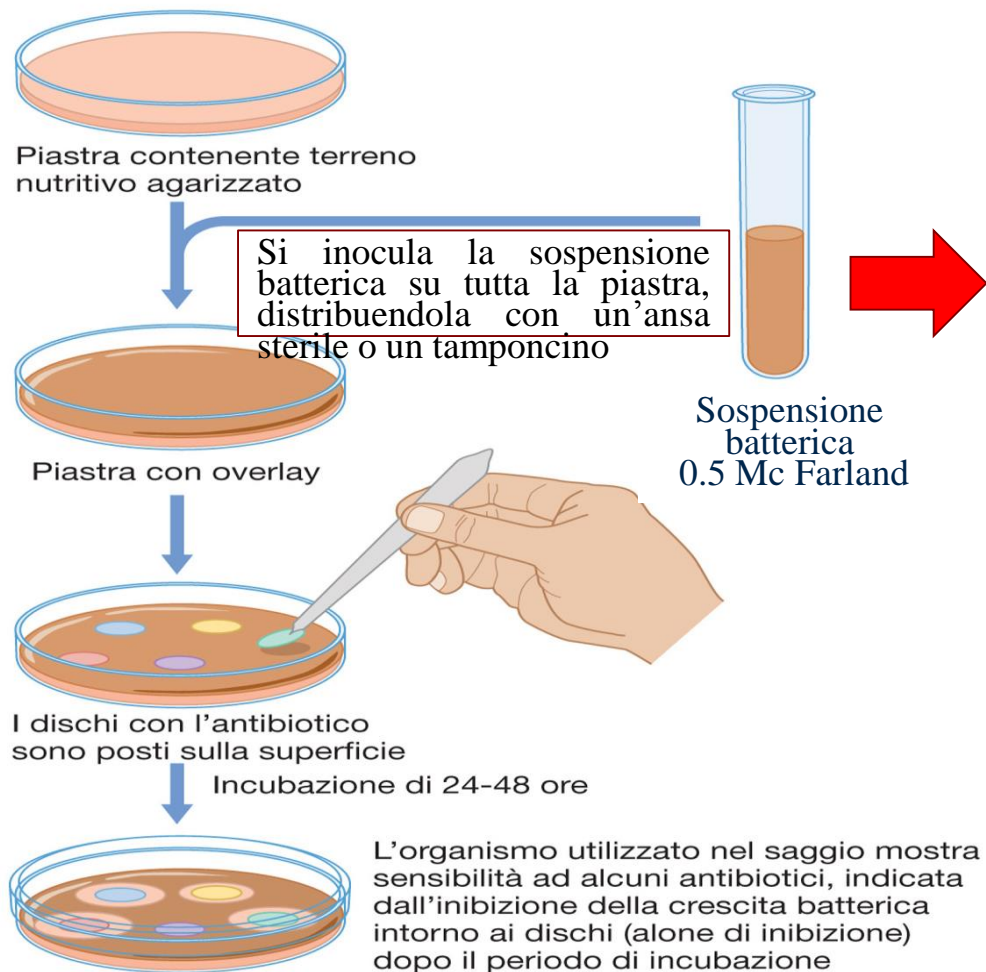 Piastra contenente terreno
nutritivo agarizzato
Si inocula la sospensione
batterica su tutta la piastra,
distribuendola con un’ansa
sterile o un tamponcino
Sospensione
batterica
0.5 Mc Farland
Piastra con overlay
I dischi con l’antibiotico
sono posti sulla superficie
Incubazione di 24-48 ore
L’organismo utilizzato nel saggio mostra
sensibilità ad alcuni antibiotici, indicata
dall’inibizione della crescita batterica
intorno ai dischi (alone di inibizione)
dopo il periodo di incubazione